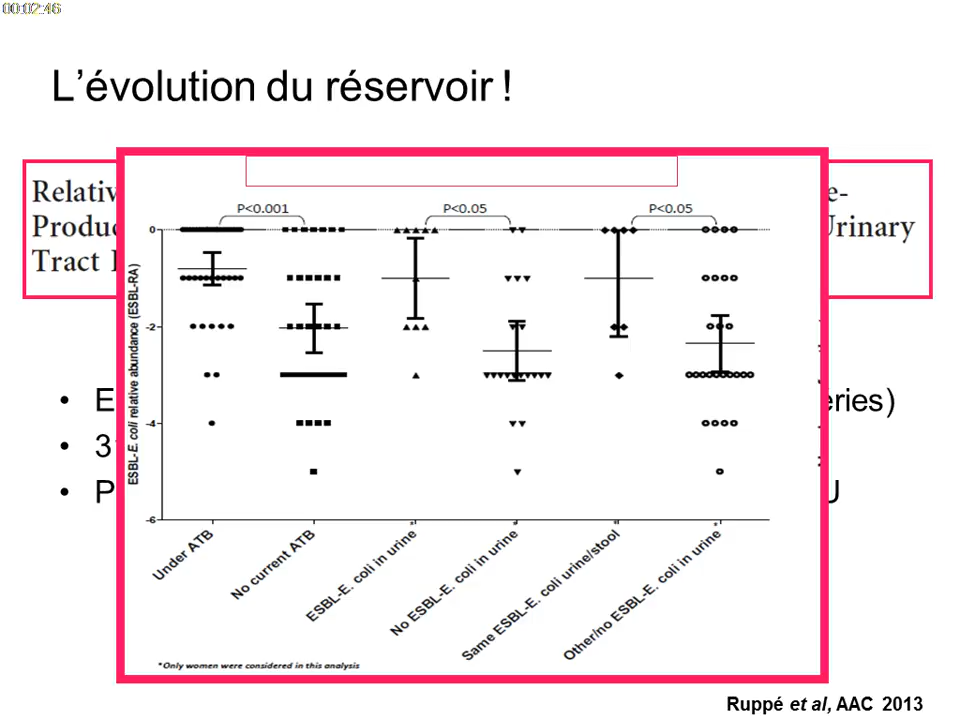 00:02:46
L'évolution du réservoir !
Relativ
Produc
Tract
e-
Urinary
P<0.001
P<0.05
P<0.05
0
-2
-4
-6
ESBL-E. coli relative abundance (ESBL-RA)
Under ATB
No current ATB
ESBL-E. coli in urine*
No ESBL-E. coli in urine*
Same ESBL-E. coli urine/stool*
Other/no ESBL-E. coli in urine*
*Only women were considered in this analysis
• E
éries)
• 3
• P
U
Ruppé et al, AAC 2013